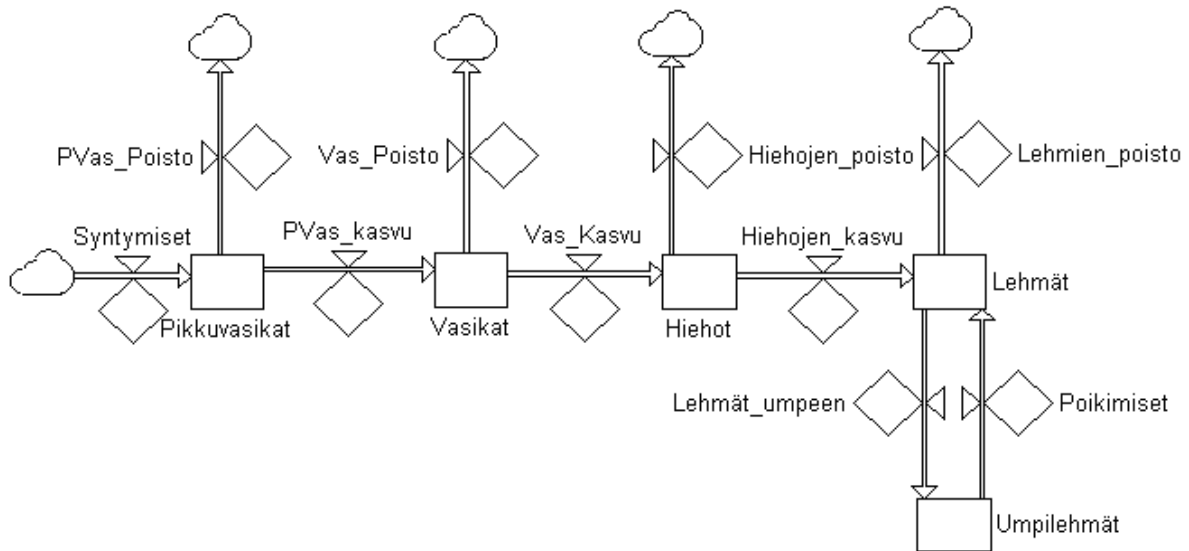 PVas_Poisto
Vas_Poisto
Hiehojen_poisto
Lehmien_poisto
Syntymiset
PVas_kasvu
Vas_Kasvu
Hiehojen_kasvu
Pikkuvasikat
Vasikat
Hiehot
Lehmät
Lehmät_umpeen
Poikimiset
Umpilehmät